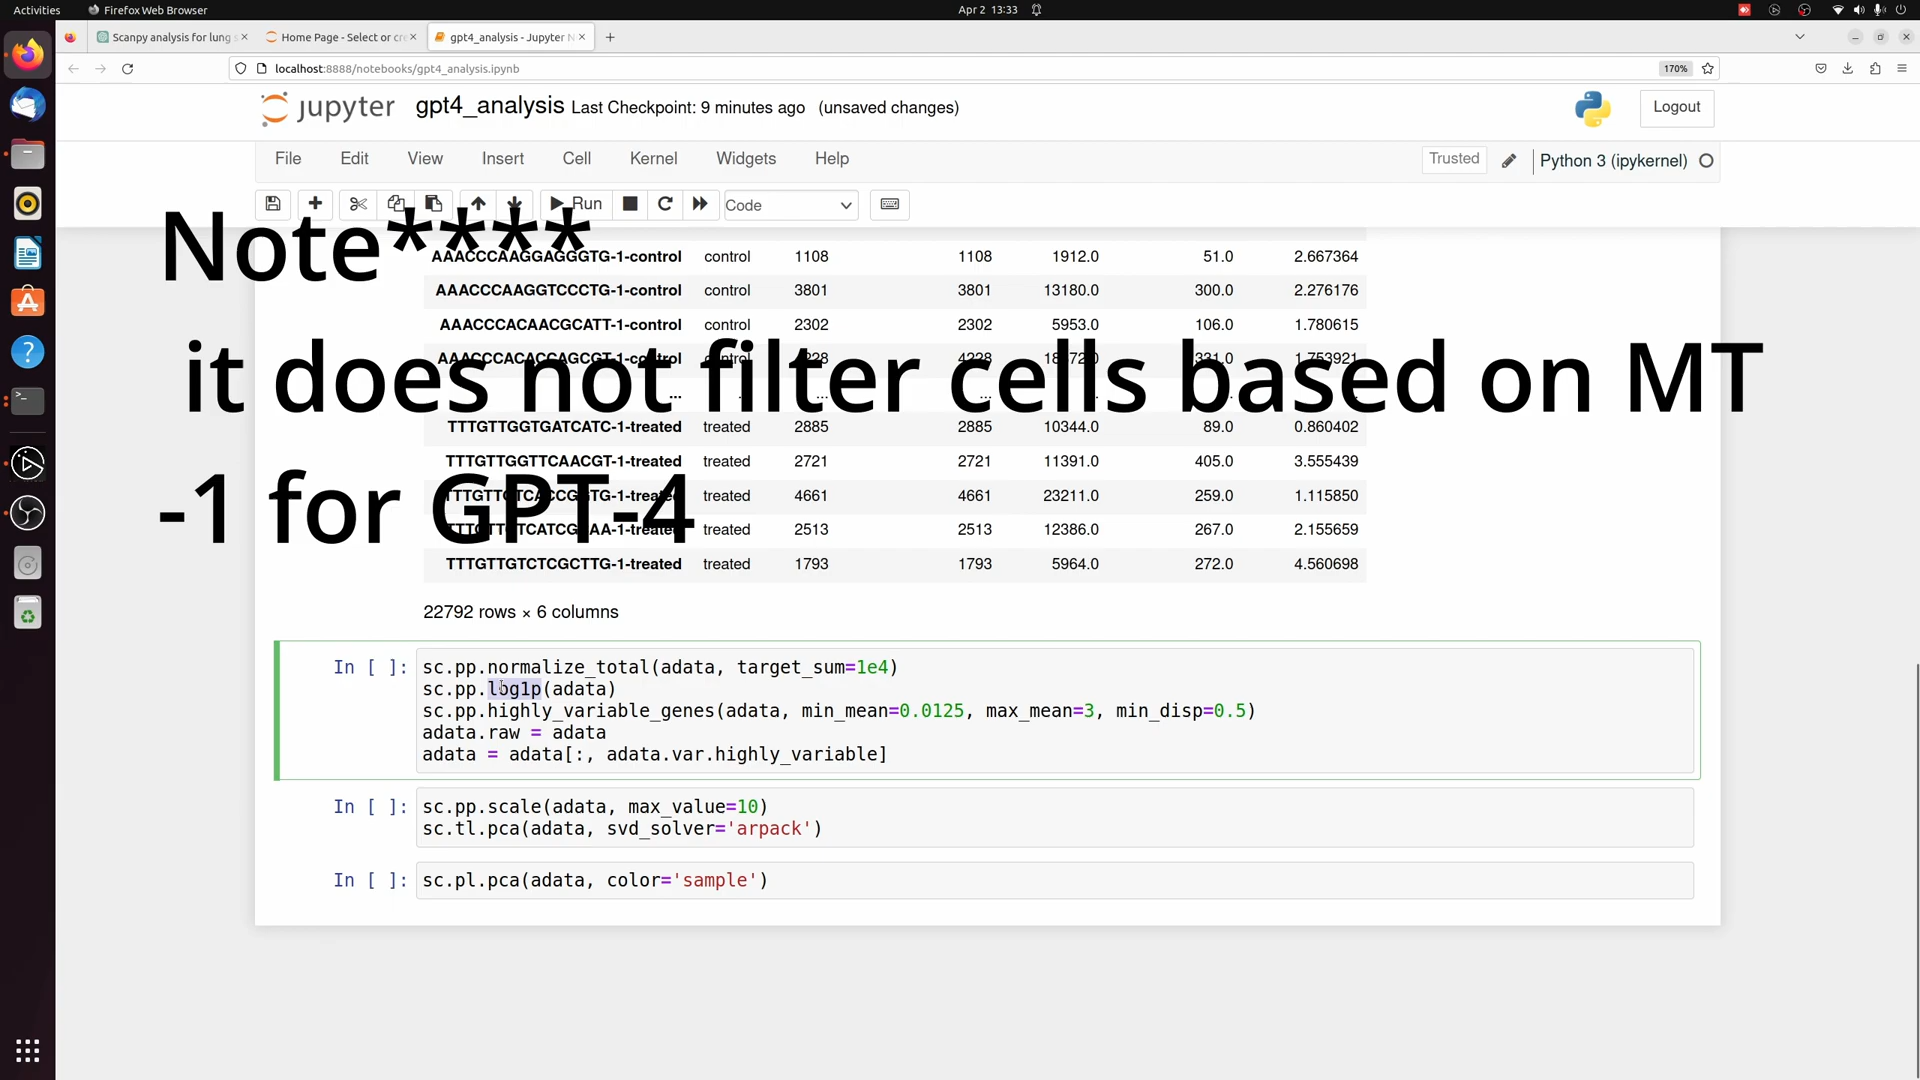 Activities
Firefox Web Browser
Apr 2 13:33
Scanpy analysis for lung
Home Page - Select or cre
gpt4_analysis - Jupyter N
localhost:8888/notebooks/gpt4_analysis.ipynb
170%
jupyter
gpt4_analysis Last Checkpoint: 9 minutes ago (unsaved changes)
Logout
File Edit View Insert Cell Kernel Widgets Help
Trusted
Python 3 (ipykernel)
Run
Code
Note****
it does not filter cells based on MT
-1 for GPT-4
AAACCCAAGGAGGGTG-1-control control 1108 1108 1912.0 51.0 2.667364
AAACCCAAGGTCCCTG-1-control control 3801 3801 13180.0 300.0 2.276176
AAACCCACAACGCATT-1-control control 2302 2302 5953.0 106.0 1.780615
AAACCCACACCAGCGT-1-control control 4228 1.753921
... ... ...
TTTGTTGGTGATCATC-1-treated treated 2885 2885 10344.0 89.0 0.860402
TTTGTTGGTTCAACGT-1-treated treated 2721 2721 11391.0 405.0 3.555439
treated 4661 4661 23211.0 259.0 1.115850
treated 2513 2513 12386.0 267.0 2.155659
TTTGTTGTCTCGCTTG-1-treated treated 1793 1793 5964.0 272.0 4.560698
22792 rows × 6 columns
In [ ]: sc.pp.normalize_total(adata, target_sum=1e4)
sc.pp.log1p(adata)
sc.pp.highly_variable_genes(adata, min_mean=0.0125, max_mean=3, min_disp=0.5)
adata.raw = adata
adata = adata[:, adata.var.highly_variable]
In [ ]: sc.pp.scale(adata, max_value=10)
sc.tl.pca(adata, svd_solver='arpack')
In [ ]: sc.pl.pca(adata, color='sample')